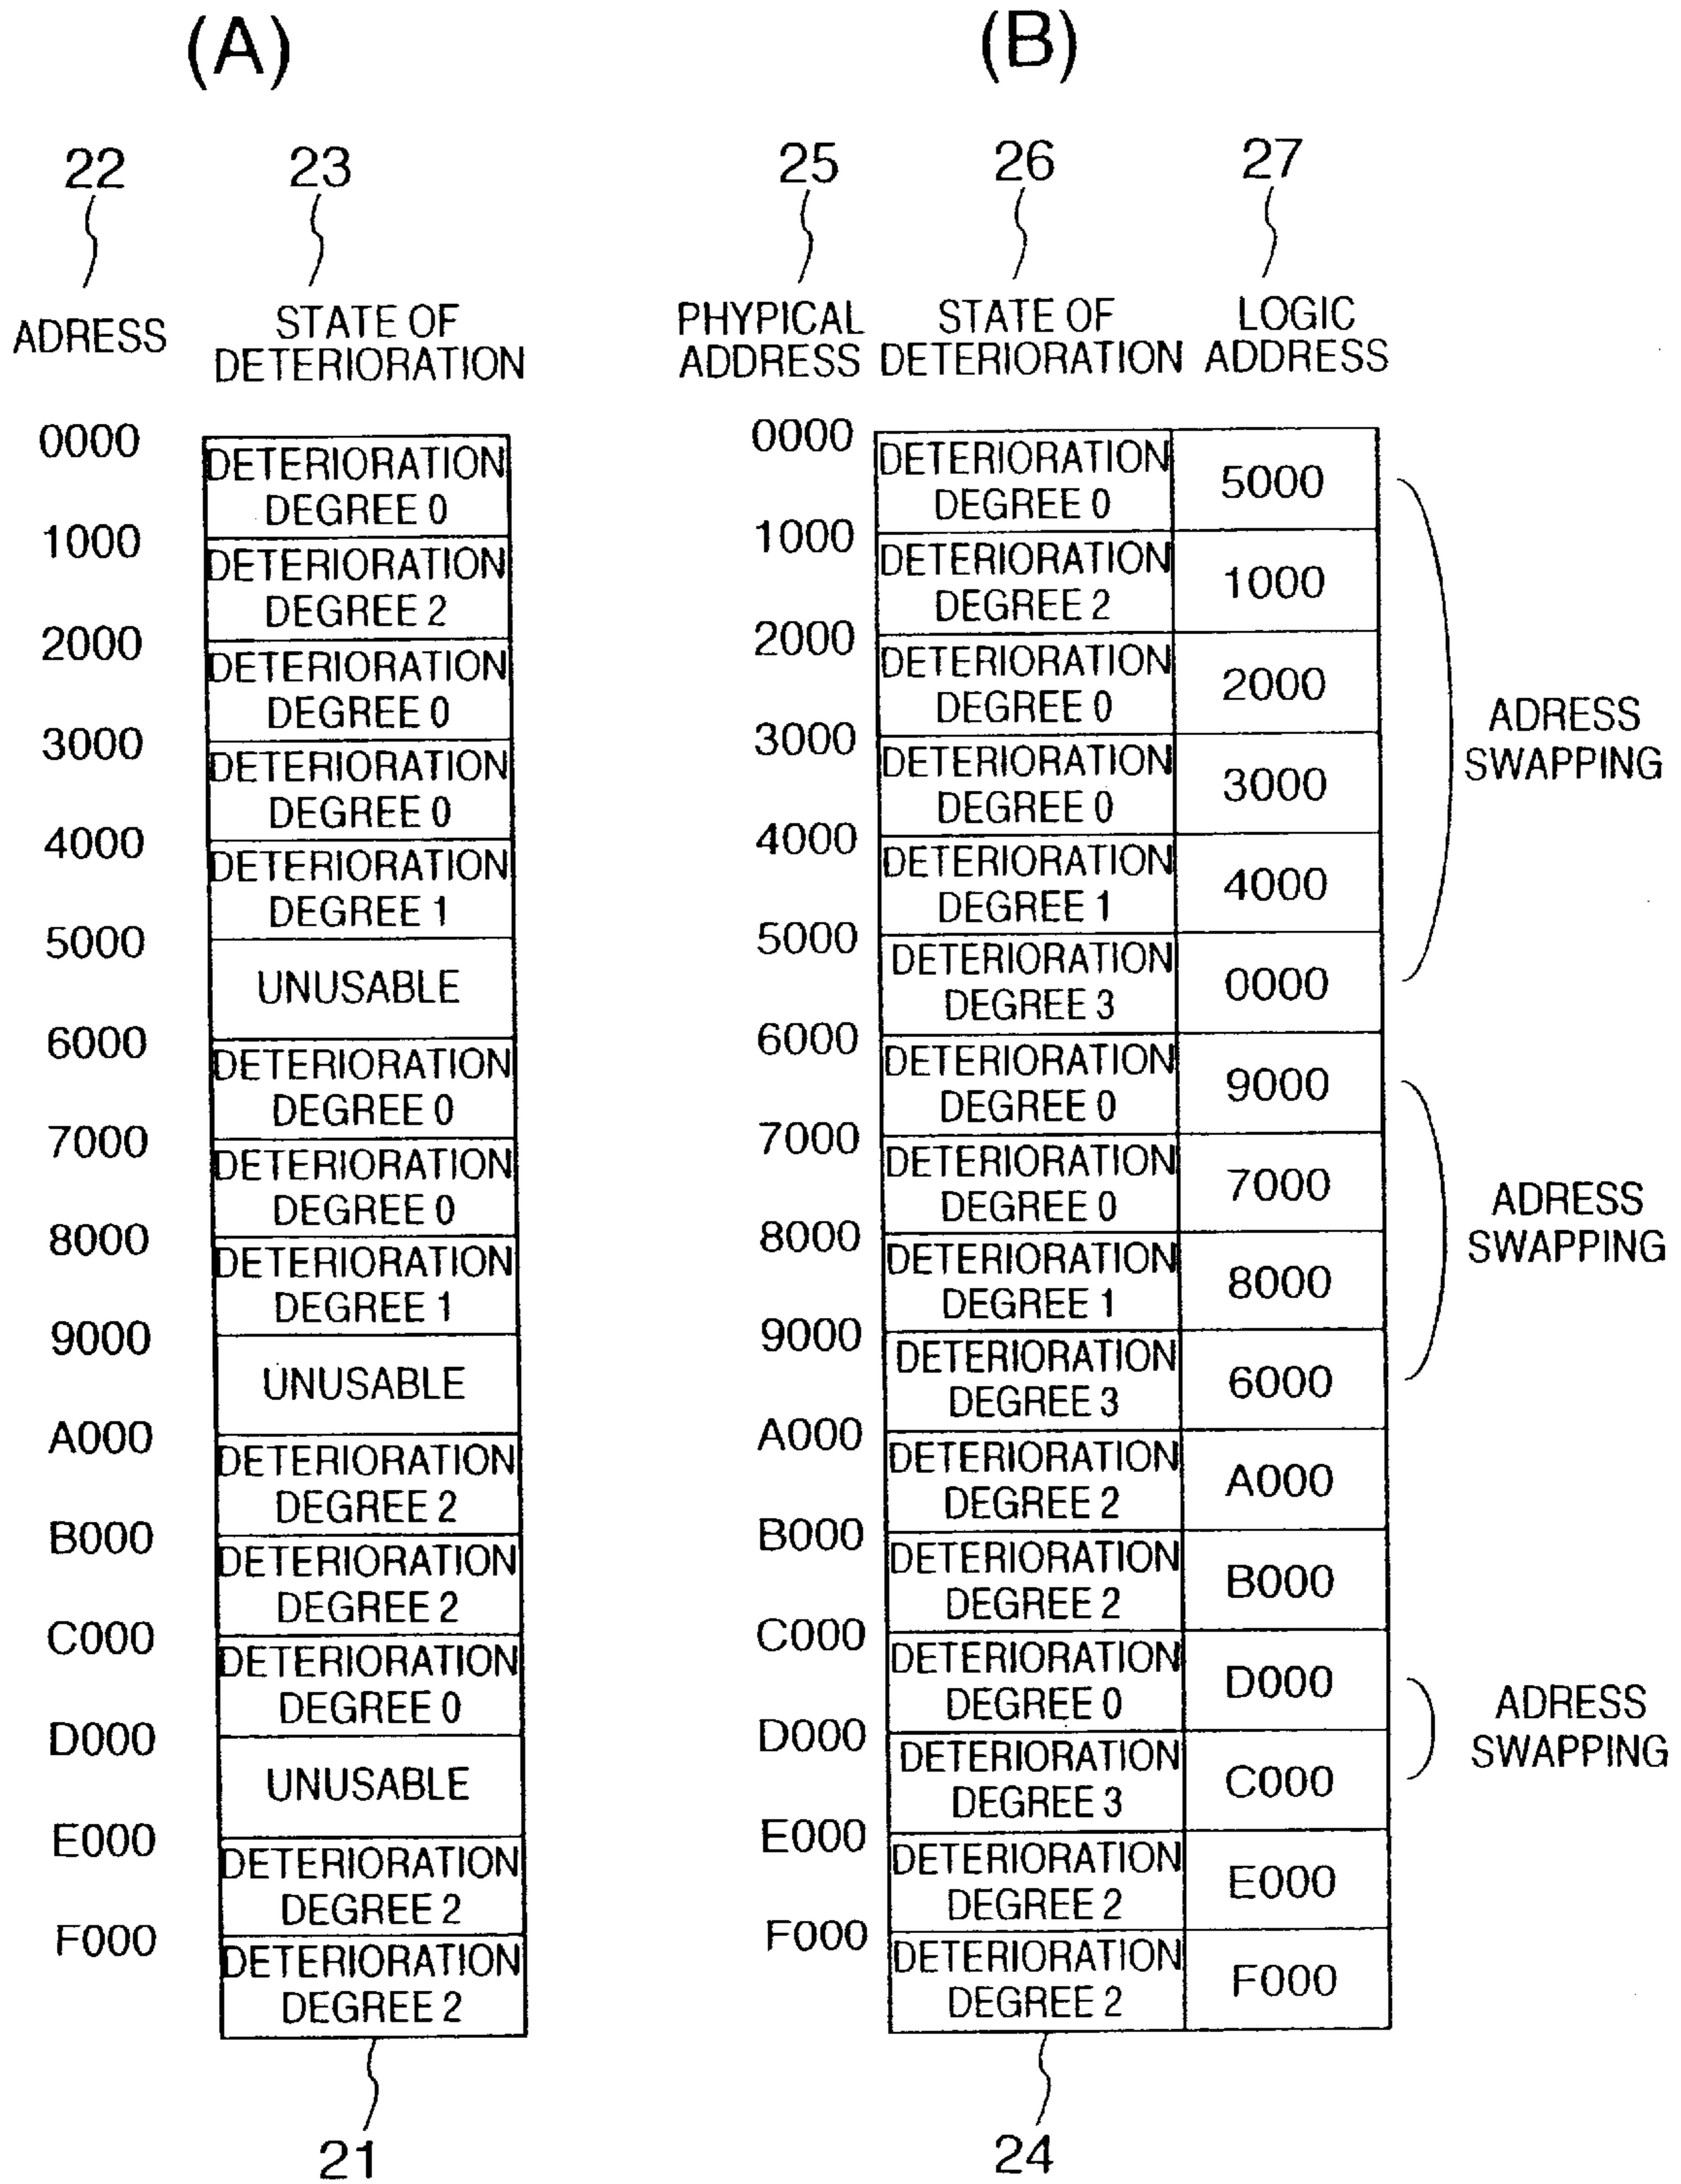 (A)
22
23
ADRESS
STATE OF
DETERIORATION
0000
DETERIORATION
DEGREE 0
1000
DETERIORATION
DEGREE 2
2000
DETERIORATION
DEGREE 0
3000
DETERIORATION
DEGREE 0
4000
DETERIORATION
DEGREE 1
5000
UNUSABLE
6000
DETERIORATION
DEGREE 0
7000
DETERIORATION
DEGREE 0
8000
DETERIORATION
DEGREE 1
9000
UNUSABLE
A000
DETERIORATION
DEGREE 2
B000
DETERIORATION
DEGREE 2
C000
DETERIORATION
DEGREE 0
D000
UNUSABLE
E000
DETERIORATION
DEGREE 2
F000
DETERIORATION
DEGREE 2
21
(B)
25
26
27
PHYPICAL
ADDRESS
STATE OF
DETERIORATION
LOGIC
ADDRESS
0000
DETERIORATION
DEGREE 0
5000
1000
DETERIORATION
DEGREE 2
1000
2000
DETERIORATION
DEGREE 0
2000
3000
DETERIORATION
DEGREE 0
3000
4000
DETERIORATION
DEGREE 1
4000
5000
DETERIORATION
DEGREE 3
0000
ADRESS
SWAPPING
6000
DETERIORATION
DEGREE 0
9000
7000
DETERIORATION
DEGREE 0
7000
8000
DETERIORATION
DEGREE 1
8000
9000
DETERIORATION
DEGREE 3
6000
ADRESS
SWAPPING
A000
DETERIORATION
DEGREE 2
A000
B000
DETERIORATION
DEGREE 2
B000
C000
DETERIORATION
DEGREE 0
D000
D000
DETERIORATION
DEGREE 3
C000
ADRESS
SWAPPING
E000
DETERIORATION
DEGREE 2
E000
F000
DETERIORATION
DEGREE 2
F000
24